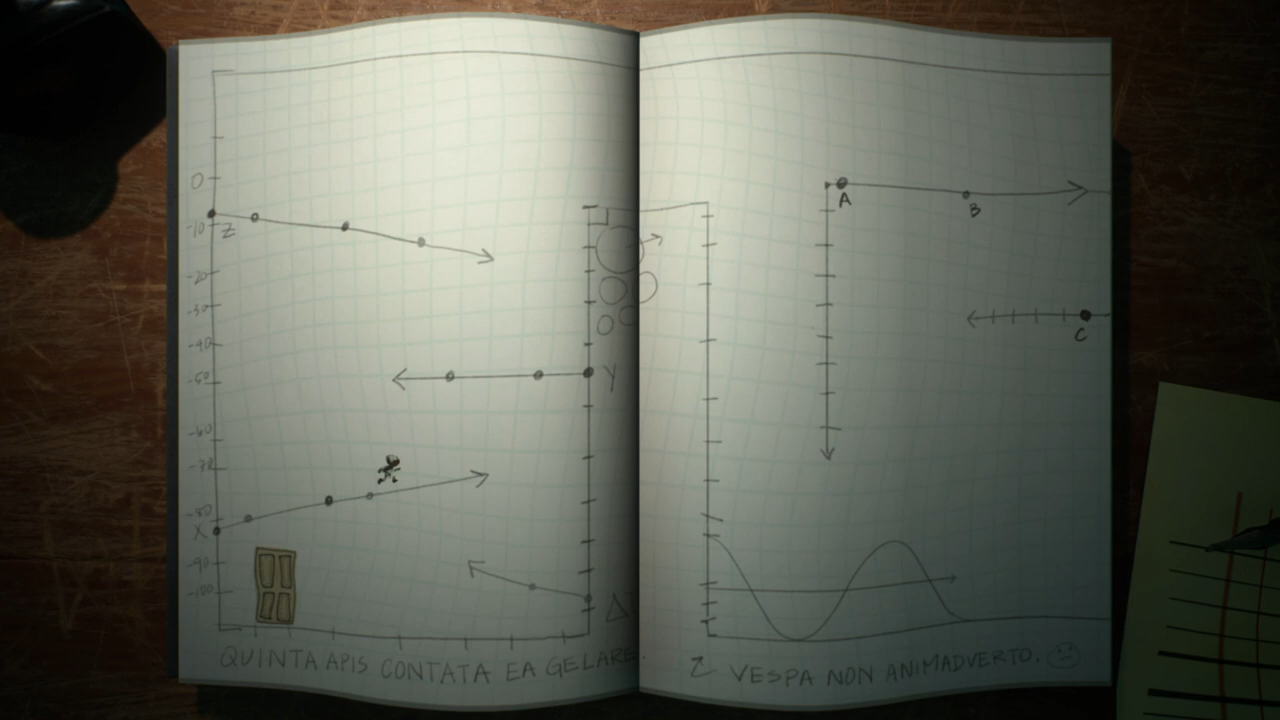 0
-10
Z
-20
-30
-40
-50
Y
-60
-70
-80
X
-90
-100
Δ
QUINTA APIS CONTATA EA GELARE.
A
B
C
Z VESPA NON ANIMADVERTO.